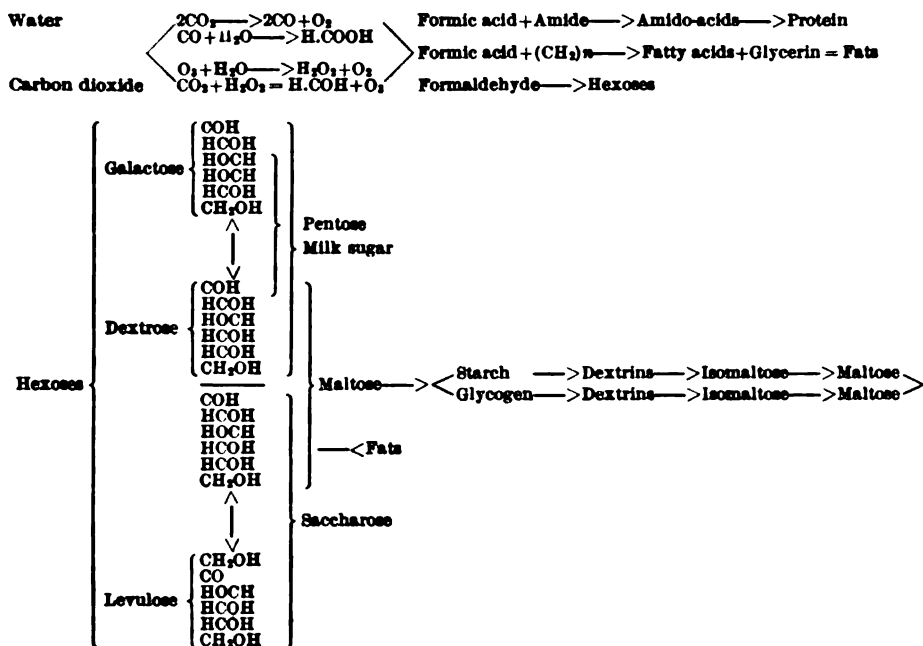 Water 2CO₂—>2CO+O₂ Formic acid+Amide—>Amido-acids—>Protein
CO+H₂O—>H.COOH
Formic acid+(CH₂)n—>Fatty acids+Glycerin=Fats
O₃+H₂O—>H₂O₂+O₂
Carbon dioxide CO₂+H₂O₂=H.COH+O₃ Formaldehyde—>Hexoses
COH
HCOH
Galactose HOCH
HOCH
HCOH
CH₂OH
Pentose
Milk sugar
COH
HCOH
Dextrose HOCH
HCOH
HCOH
CH₂OH
Starch —>Dextrins—>Isomaltose—>Maltose
Hexoses Maltose—>
Glycogen—>Dextrins—>Isomaltose—>Maltose
COH
HCOH
HOCH
HCOH —<Fats
HCOH
CH₂OH
Saccharose
CH₂OH
CO
HOCH
Levulose HCOH
HCOH
CH₂OH